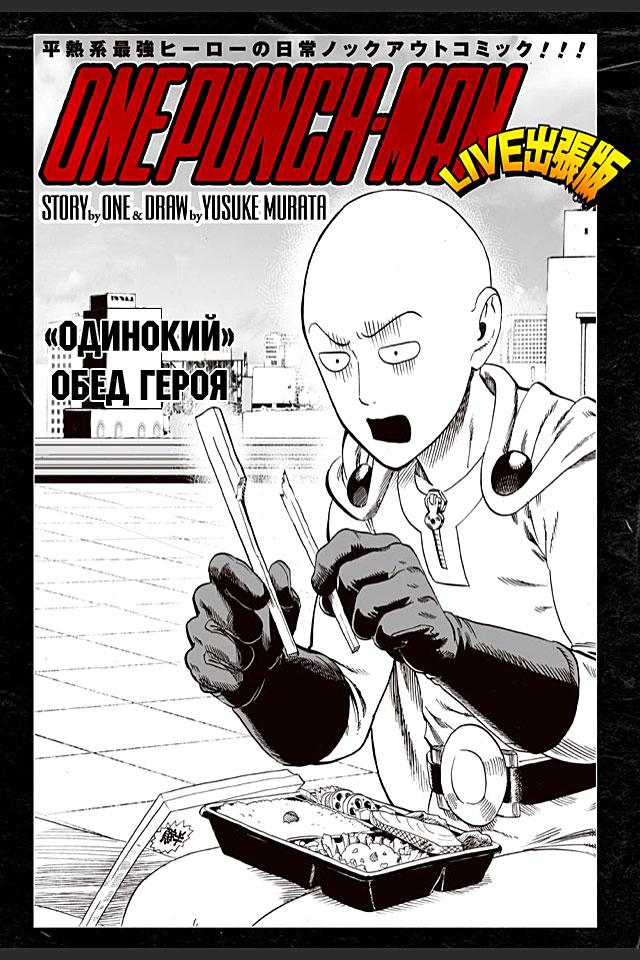 平熱系最強ヒーローの日常ノックアウトコミック!!!
ONE PUNCH-MAN
LIVE出張版
STORY by ONE & DRAW by YUSUKE MURATA
«ОДИНОКИЙ»
ОБЕД ГЕРОЯ